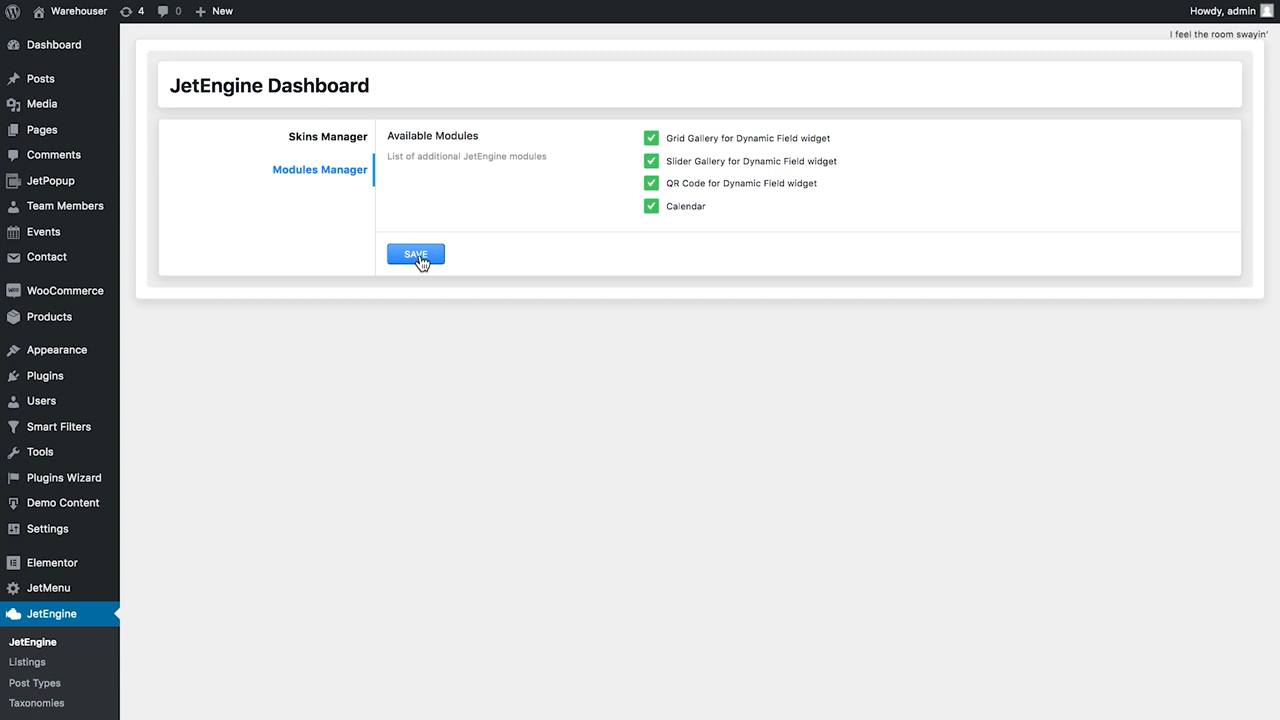 Warehouser 4 0 New Howdy, admin
I feel the room swayin'
Dashboard
Posts
Media
Pages
Comments
JetPopup
Team Members
Events
Contact
WooCommerce
Products
Appearance
Plugins
Users
Smart Filters
Tools
Plugins Wizard
Demo Content
Settings
Elementor
JetMenu
JetEngine
JetEngine
Listings
Post Types
Taxonomies
JetEngine Dashboard
Skins Manager
Modules Manager
Available Modules
List of additional JetEngine modules
Grid Gallery for Dynamic Field widget
Slider Gallery for Dynamic Field widget
QR Code for Dynamic Field widget
Calendar
SAVE